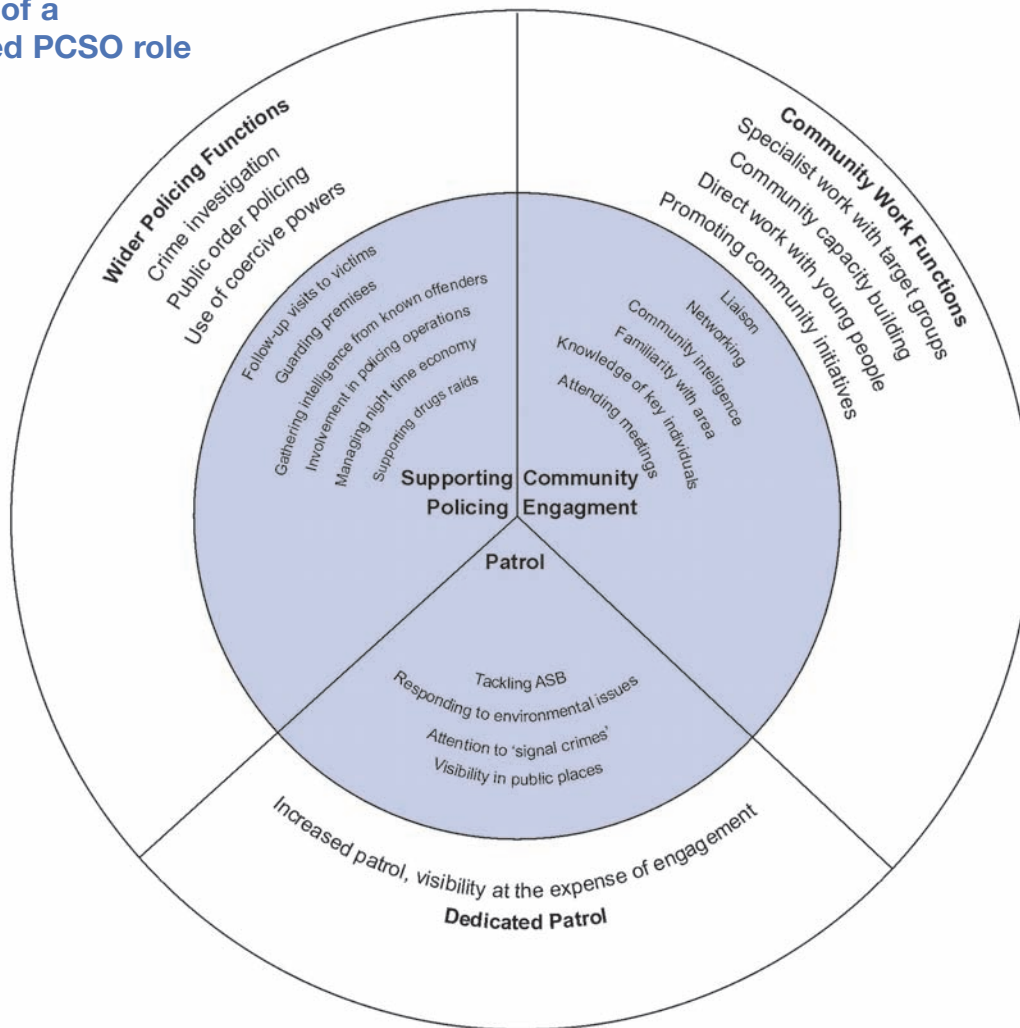 of a
ed PCSO role
Wider Policing Functions
Crime investigation
Public order policing
Use of coercive powers
Community Work Functions
Specialist work with target groups
Community capacity building
Direct work with young people
Promoting community initiatives
Follow-up visits to victims
Guarding premises
Gathering intelligence from known offenders
Involvement in policing operations
Managing night time economy
Supporting drugs raids
Supporting
Policing
Liaison
Networking
Community inteligence
Familiarity with area
Knowledge of key individuals
Attending meetings
Community
Engagment
Patrol
Tackling ASB
Responding to environmental issues
Attention to 'signal crimes'
Visibility in public places
Increased patrol, visibility at the expense of engagement
Dedicated Patrol